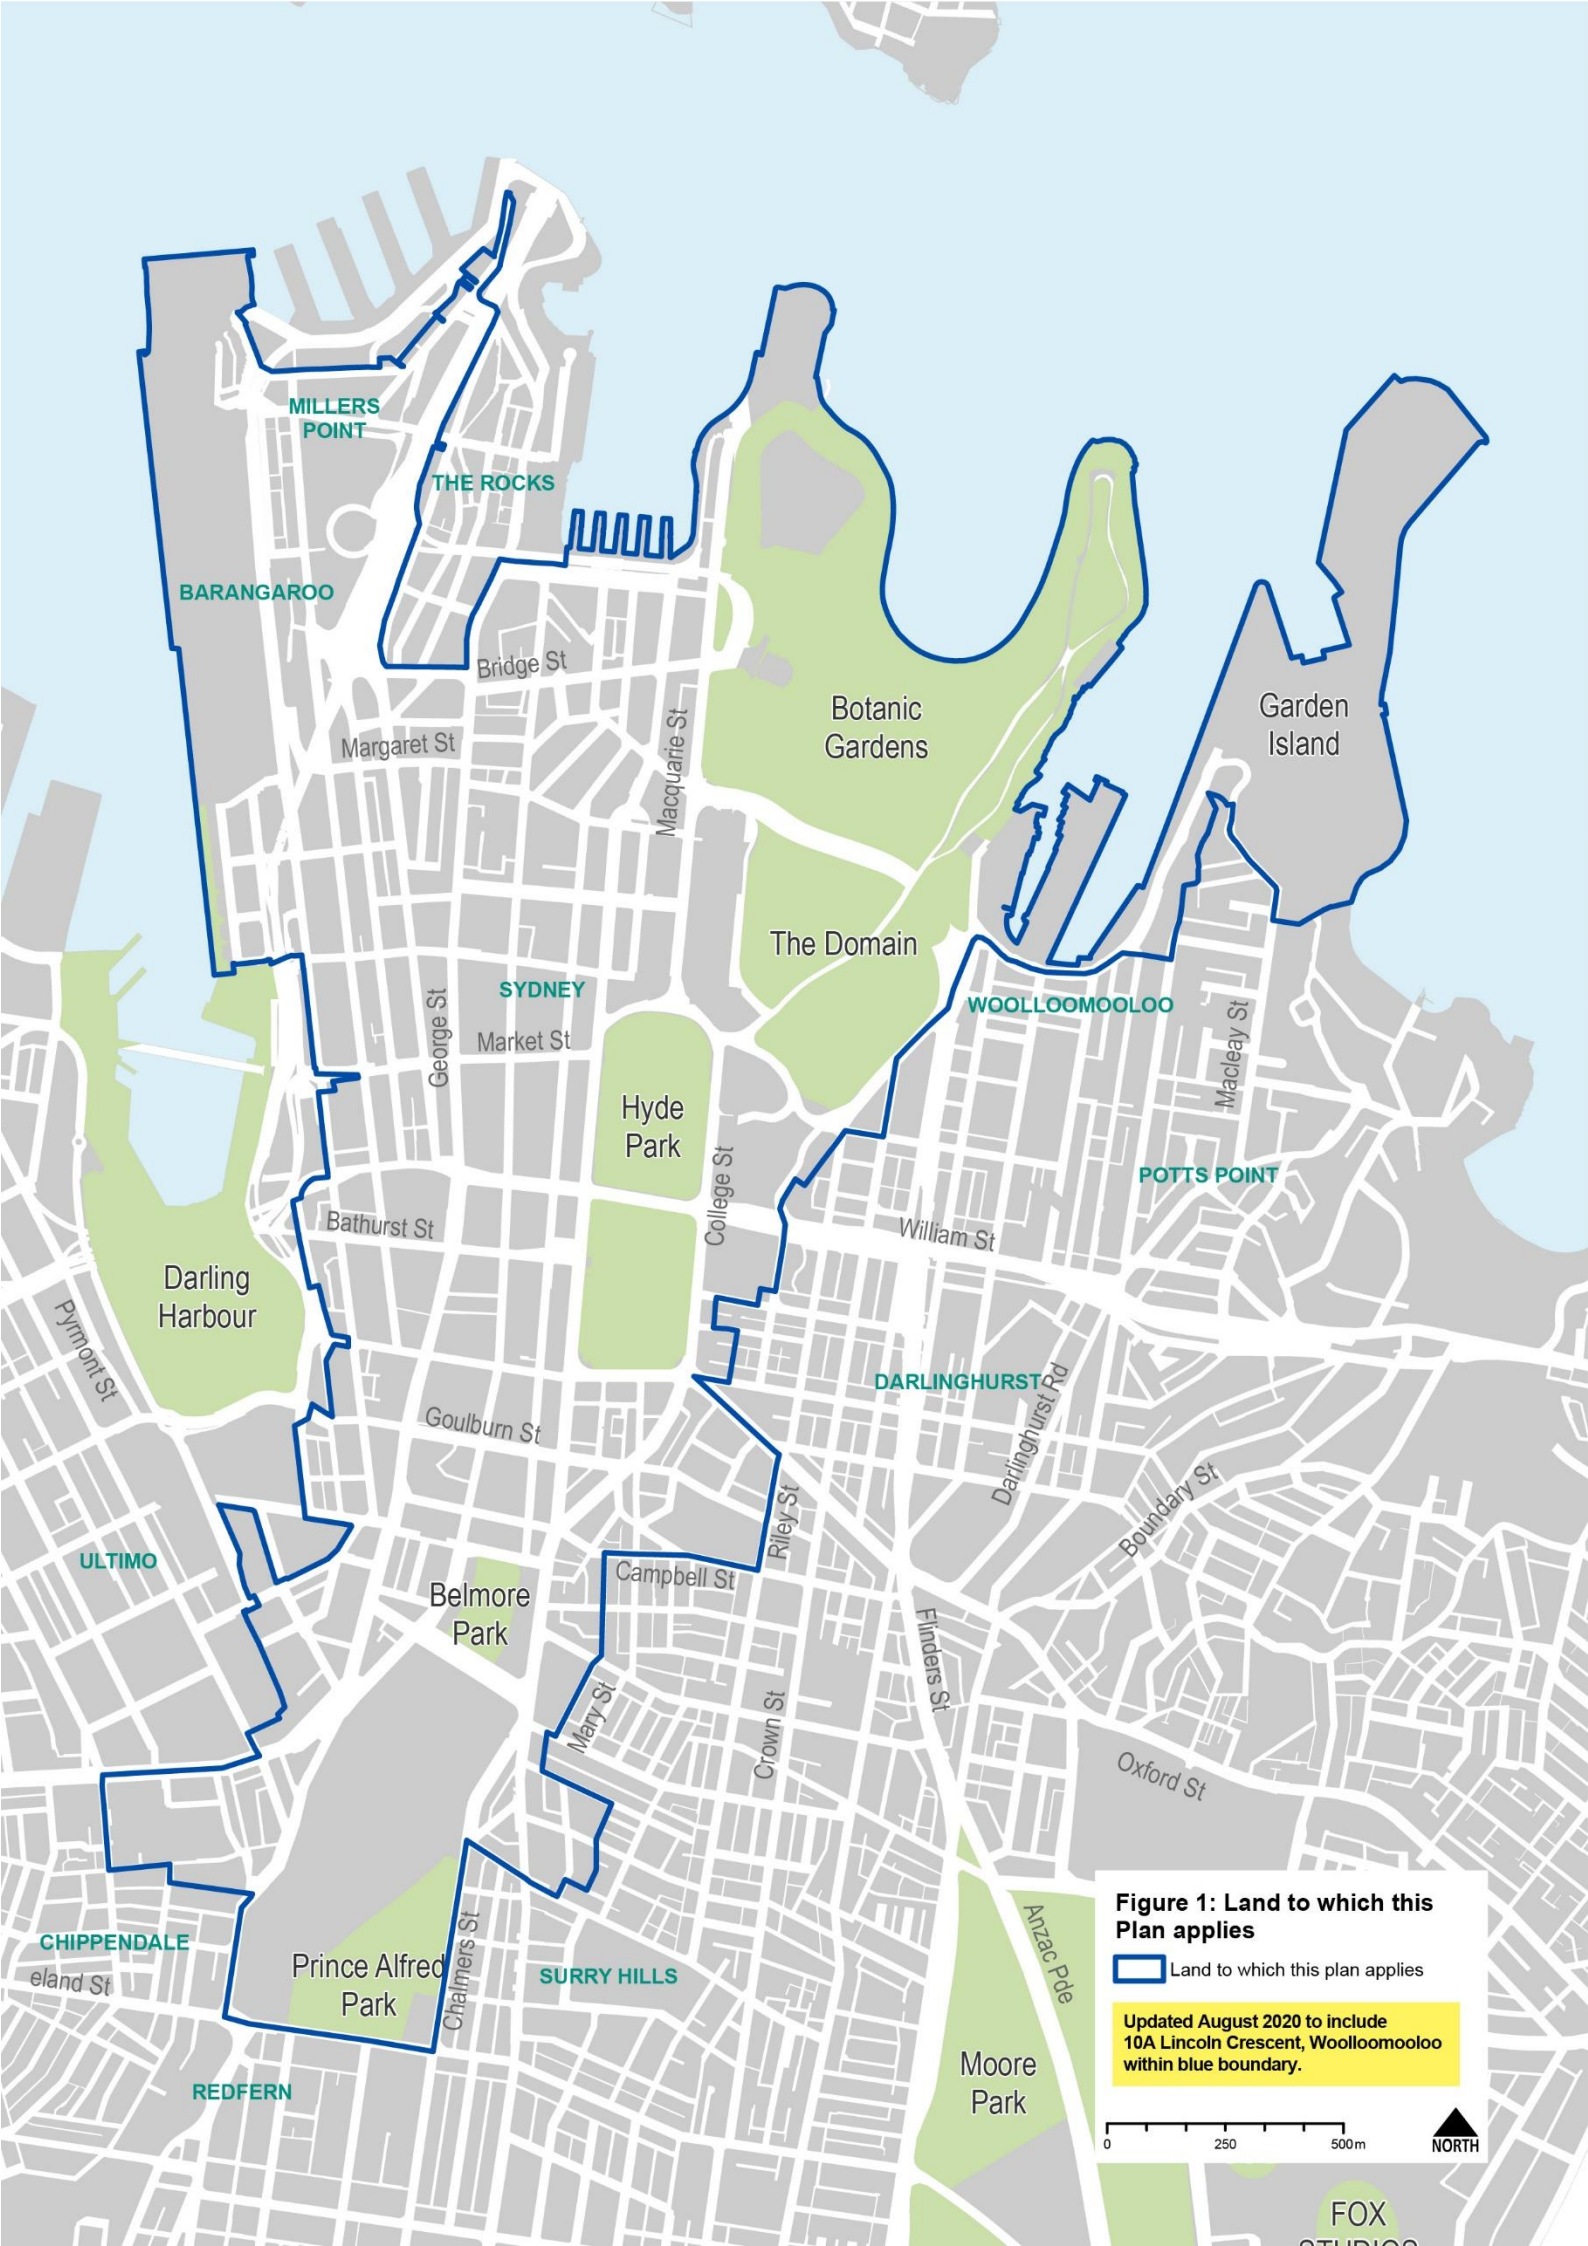 MILLERS
POINT
THE ROCKS
BARANGAROO
Bridge St
Margaret St
Macquarie St
Botanic
Gardens
Garden
Island
The Domain
SYDNEY
George St
Market St
WOOLLOOMOOLOO
Macleay St
Hyde
Park
College St
POTTS POINT
Bathurst St
William St
Darling
Harbour
Pyrmont St
DARLINGHURST
Darlinghurst Rd
Goulburn St
Boundary St
Riley St
ULTIMO
Campbell St
Belmore
Park
Flinders St
Mary St
Crown St
Oxford St
CHIPPENDALE
eland St
Prince Alfred
Park
Chalmers St
SURRY HILLS
Anzac Pde
REDFERN
Moore
Park
Figure 1: Land to which this
Plan applies
Land to which this plan applies
Updated August 2020 to include
10A Lincoln Crescent, Woolloomooloo
within blue boundary.
0 250 500m
NORTH
FOX
STUDIOS